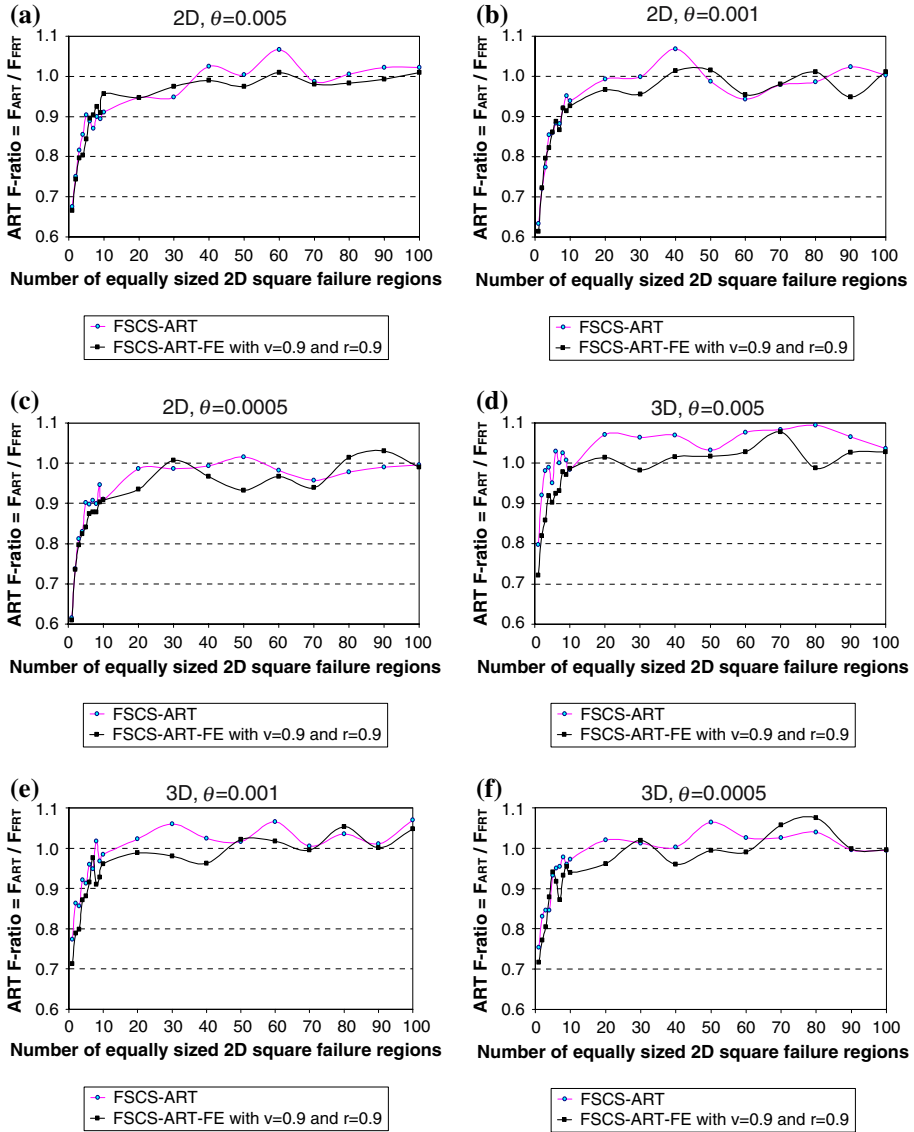 (a)
2D, θ=0.005
1.1
1.0
0.9
0.8
0.7
0.6
ART F-ratio = FART / FFRT
0 10 20 30 40 50 60 70 80 90 100
Number of equally sized 2D square failure regions
FSCS-ART
FSCS-ART-FE with v=0.9 and r=0.9
(b)
2D, θ=0.001
1.1
1.0
0.9
0.8
0.7
0.6
ART F-ratio = FART / FFRT
0 10 20 30 40 50 60 70 80 90 100
Number of equally sized 2D square failure regions
FSCS-ART
FSCS-ART-FE with v=0.9 and r=0.9
(c)
2D, θ=0.0005
1.1
1.0
0.9
0.8
0.7
0.6
ART F-ratio = FART / FFRT
0 10 20 30 40 50 60 70 80 90 100
Number of equally sized 2D square failure regions
FSCS-ART
FSCS-ART-FE with v=0.9 and r=0.9
(d)
3D, θ=0.005
1.1
1.0
0.9
0.8
0.7
0.6
ART F-ratio = FART / FFRT
0 10 20 30 40 50 60 70 80 90 100
Number of equally sized 2D square failure regions
FSCS-ART
FSCS-ART-FE with v=0.9 and r=0.9
(e)
3D, θ=0.001
1.1
1.0
0.9
0.8
0.7
0.6
ART F-ratio = FART / FFRT
0 10 20 30 40 50 60 70 80 90 100
Number of equally sized 2D square failure regions
FSCS-ART
FSCS-ART-FE with v=0.9 and r=0.9
(f)
3D, θ=0.0005
1.1
1.0
0.9
0.8
0.7
0.6
ART F-ratio = FART / FFRT
0 10 20 30 40 50 60 70 80 90 100
Number of equally sized 2D square failure regions
FSCS-ART
FSCS-ART-FE with v=0.9 and r=0.9